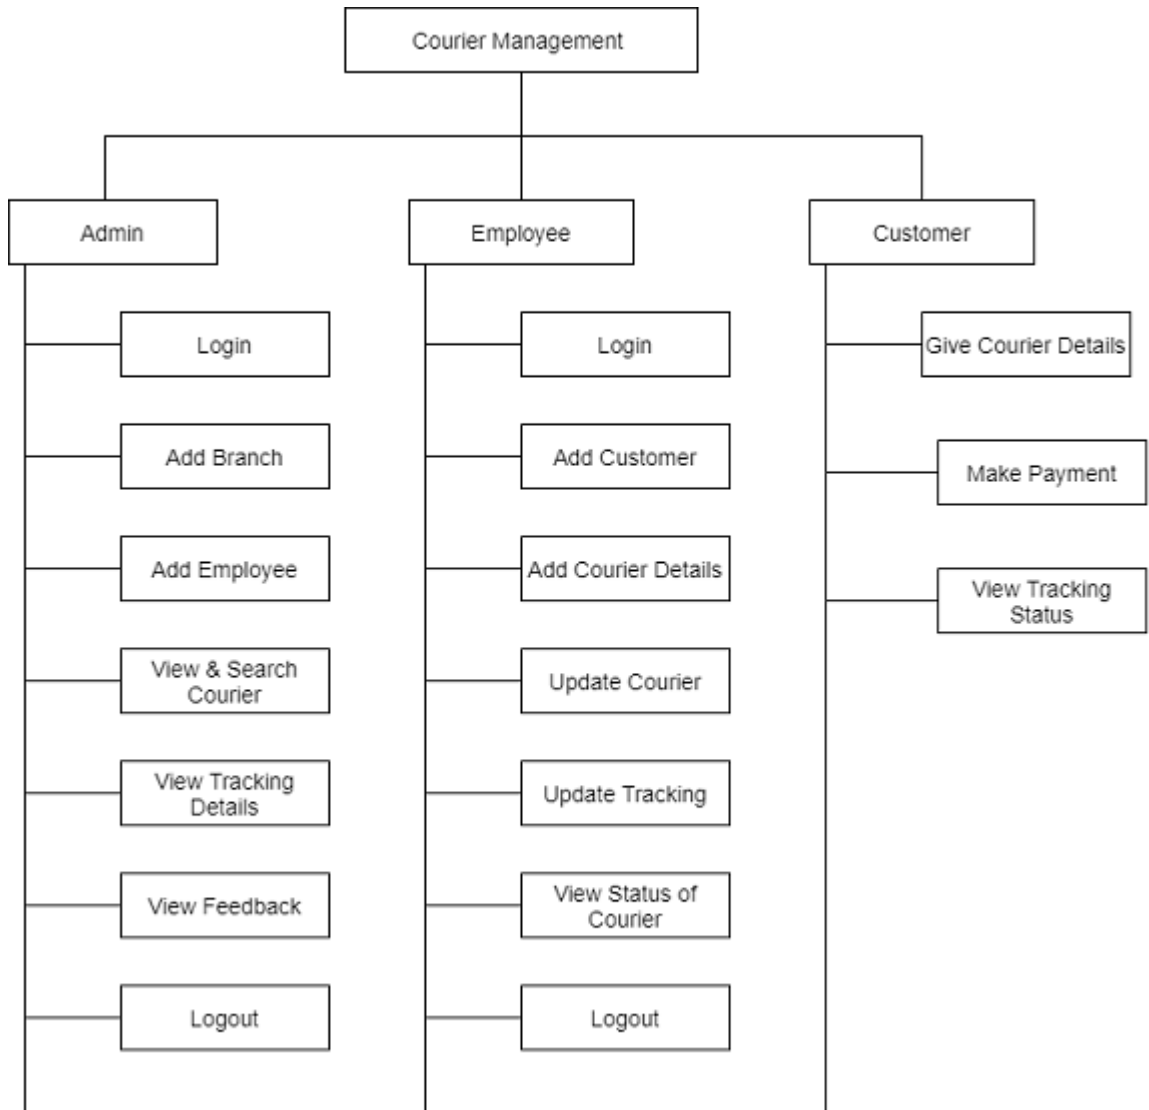 Courier Management
Admin
Employee
Customer
Login
Add Branch
Add Employee
View & Search
Courier
View Tracking
Details
View Feedback
Logout
Login
Add Customer
Add Courier Details
Update Courier
Update Tracking
View Status of
Courier
Logout
Give Courier Details
Make Payment
View Tracking
Status